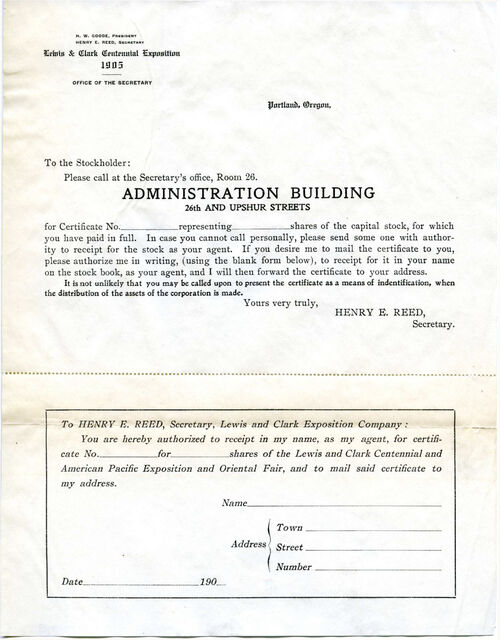 H. W. GOODE, PRESIDENT
HENRY E. REED, SECRETARY
Lewis & Clark Centennial Exposition
1905
OFFICE OF THE SECRETARY
Portland, Oregon,
To the Stockholder:
Please call at the Secretary's office, Room 26.
ADMINISTRATION BUILDING
26th AND UPSHUR STREETS
for Certificate No.____________representing____________shares of the capital stock, for which
you have paid in full. In case you cannot call personally, please send some one with author-
ity to receipt for the stock as your agent. If you desire me to mail the certificate to you,
please authorize me in writing, (using the blank form below), to receipt for it in your name
on the stock book, as your agent, and I will then forward the certificate to your address.
It is not unlikely that you may be called upon to present the certificate as a means of indentification, when
the distribution of the assets of the corporation is made.
Yours very truly,
HENRY E. REED,
Secretary.
To HENRY E. REED, Secretary, Lewis and Clark Exposition Company:
You are hereby authorized to receipt in my name, as my agent, for certifi-
cate No.____________for____________shares of the Lewis and Clark Centennial and
American Pacific Exposition and Oriental Fair, and to mail said certificate to
my address.
Name____________
Town____________
Address
Street____________
Number____________
Date____________190__